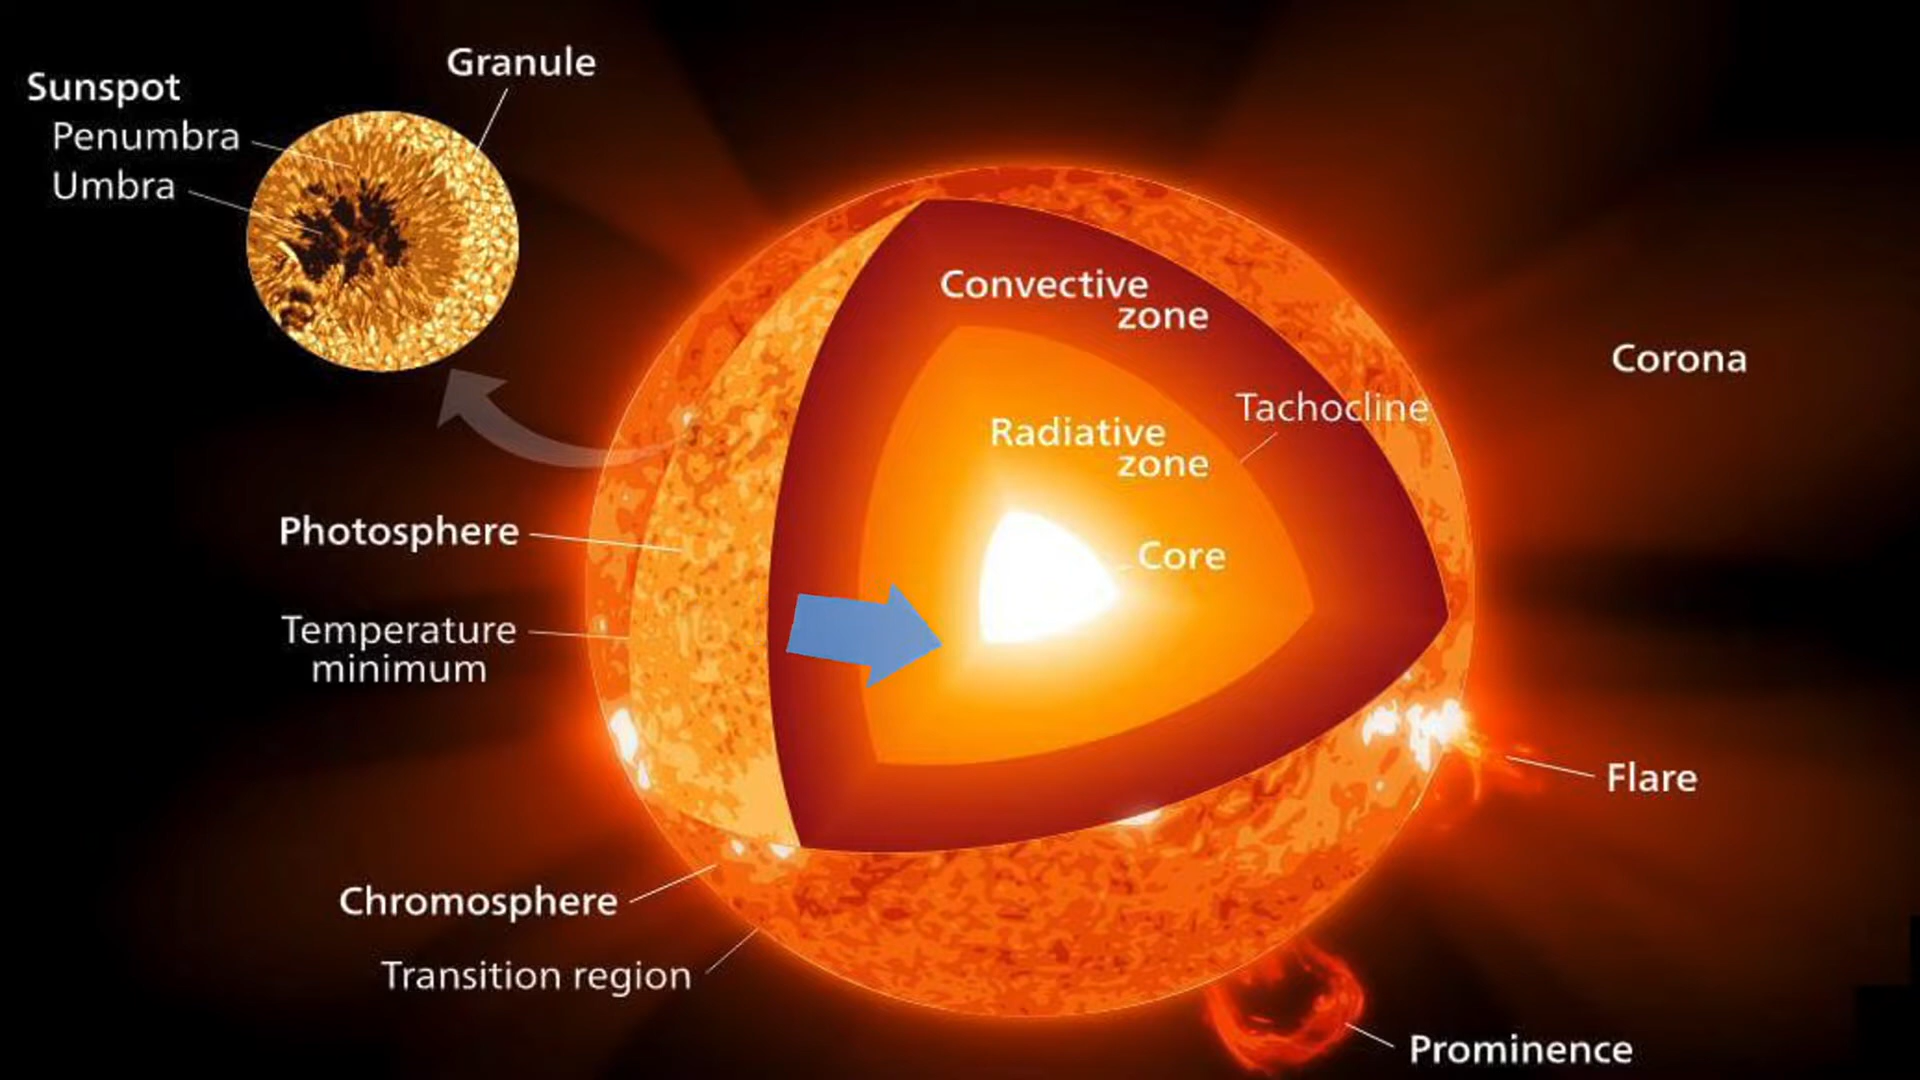 Granule
Sunspot
Penumbra
Umbra
Convective
zone
Corona
Tachocline
Radiative
zone
Photosphere
Core
Temperature
minimum
Flare
Chromosphere
Transition region
Prominence